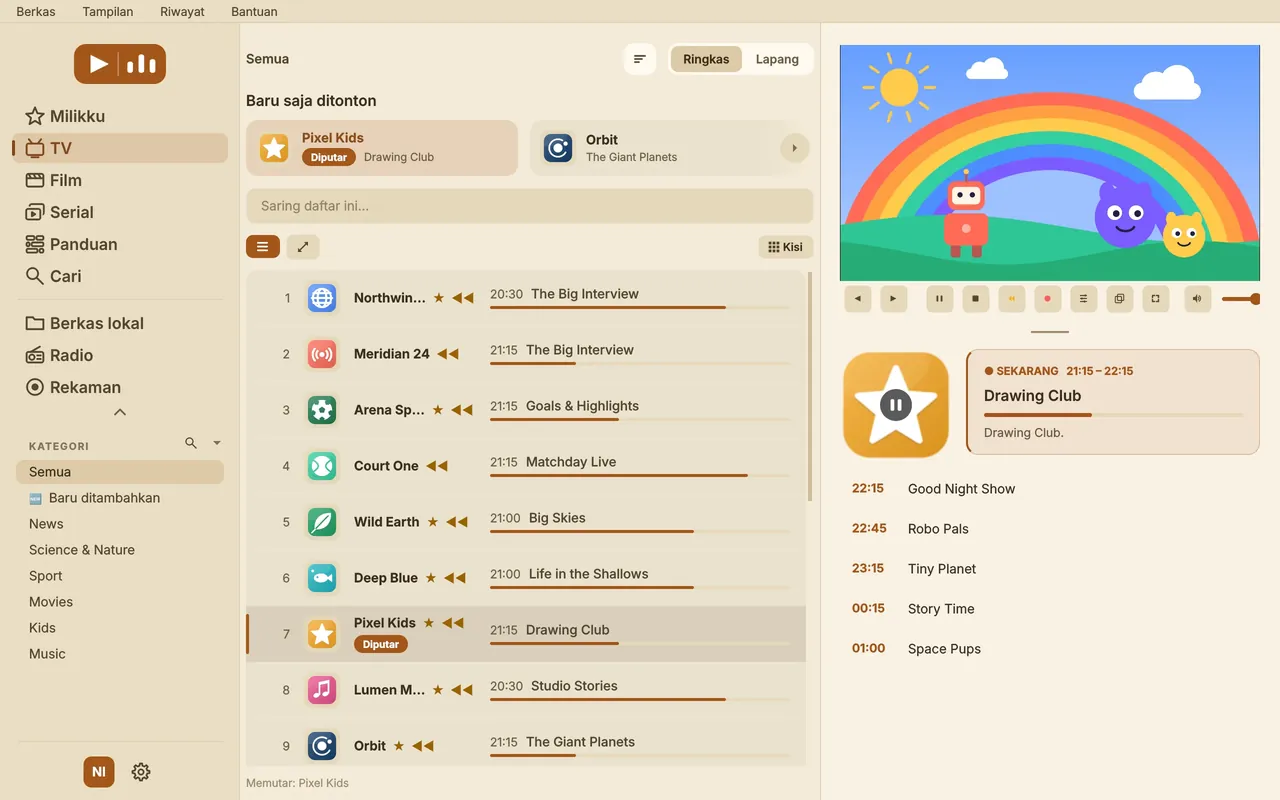 Berkas Tampilan Riwayat Bantuan
Milikku
TV
Film
Serial
Panduan
Cari
Berkas lokal
Radio
Rekaman
KATEGORI
Semua
Baru ditambahkan
News
Science & Nature
Sport
Movies
Kids
Music
NI
Semua
Ringkas Lapang
Baru saja ditonton
Pixel Kids
Diputar Drawing Club
Orbit
The Giant Planets
Saring daftar ini...
Kisi
1 Northwin... 20:30 The Big Interview
2 Meridian 24 21:15 The Big Interview
3 Arena Sp... 21:15 Goals & Highlights
4 Court One 21:15 Matchday Live
5 Wild Earth 21:00 Big Skies
6 Deep Blue 21:00 Life in the Shallows
7 Pixel Kids 21:15 Drawing Club
Diputar
8 Lumen M... 20:30 Studio Stories
9 Orbit 21:15 The Giant Planets
Memutar: Pixel Kids
SEKARANG 21:15 – 22:15
Drawing Club
Drawing Club.
22:15 Good Night Show
22:45 Robo Pals
23:15 Tiny Planet
00:15 Story Time
01:00 Space Pups